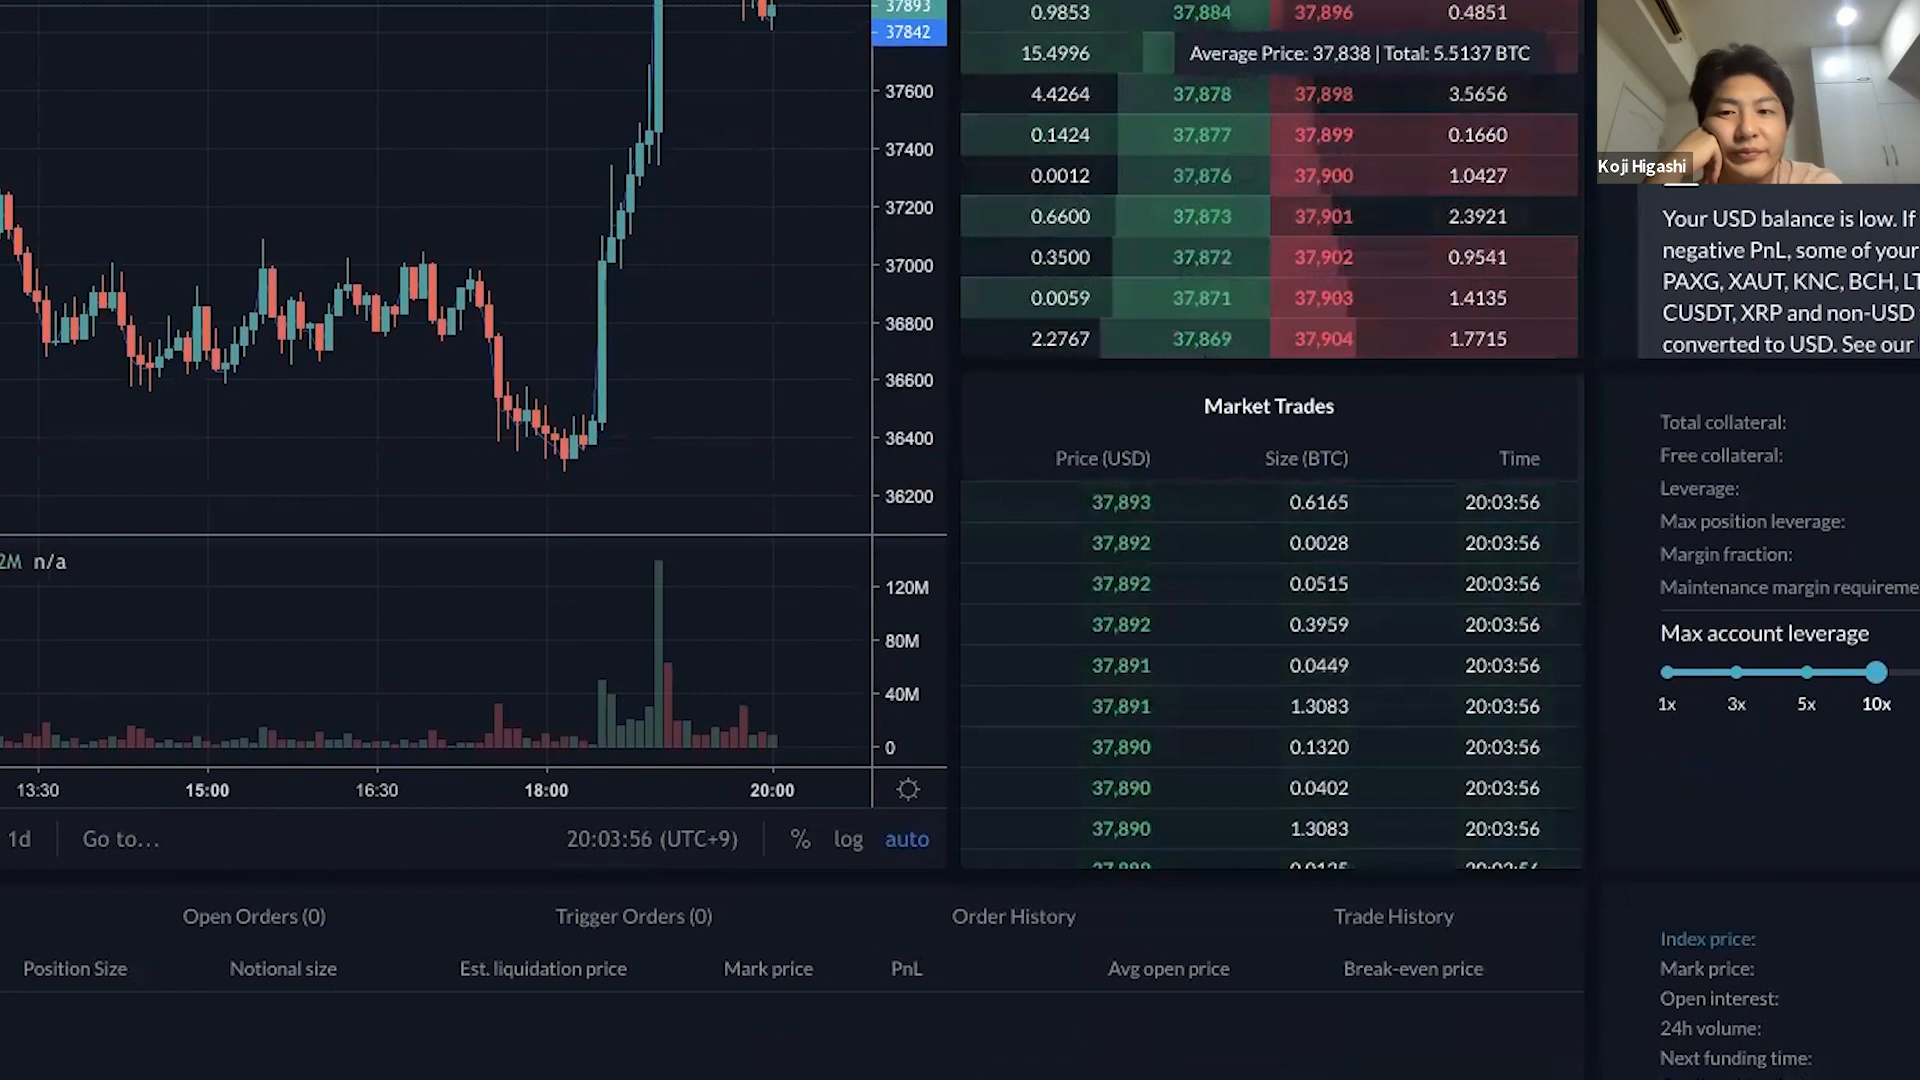 37893
37842
37600
37400
37200
37000
36800
36600
36400
36200
2M n/a
120M
80M
40M
0
13:30 15:00 16:30 18:00 20:00
1d Go to... 20:03:56 (UTC+9) % log auto
0.9853 37,884 37,896 0.4851
15.4996 Average Price: 37,838 | Total: 5.5137 BTC
4.4264 37,878 37,898 3.5656
0.1424 37,877 37,899 0.1660
0.0012 37,876 37,900 1.0427
0.6600 37,873 37,901 2.3921
0.3500 37,872 37,902 0.9541
0.0059 37,871 37,903 1.4135
2.2767 37,869 37,904 1.7715
Market Trades
Price (USD) Size (BTC) Time
37,893 0.6165 20:03:56
37,892 0.0028 20:03:56
37,892 0.0515 20:03:56
37,892 0.3959 20:03:56
37,891 0.0449 20:03:56
37,891 1.3083 20:03:56
37,890 0.1320 20:03:56
37,890 0.0402 20:03:56
37,890 1.3083 20:03:56
Koji Higashi
Your USD balance is low. If
negative PnL, some of your
PAXG, XAUT, KNC, BCH, LT
CUSDT, XRP and non-USD
converted to USD. See our
Total collateral:
Free collateral:
Leverage:
Max position leverage:
Margin fraction:
Maintenance margin requireme
Max account leverage
1x 3x 5x 10x
Open Orders (0) Trigger Orders (0) Order History Trade History
Position Size Notional size Est. liquidation price Mark price PnL Avg open price Break-even price
Index price:
Mark price:
Open interest:
24h volume:
Next funding time: